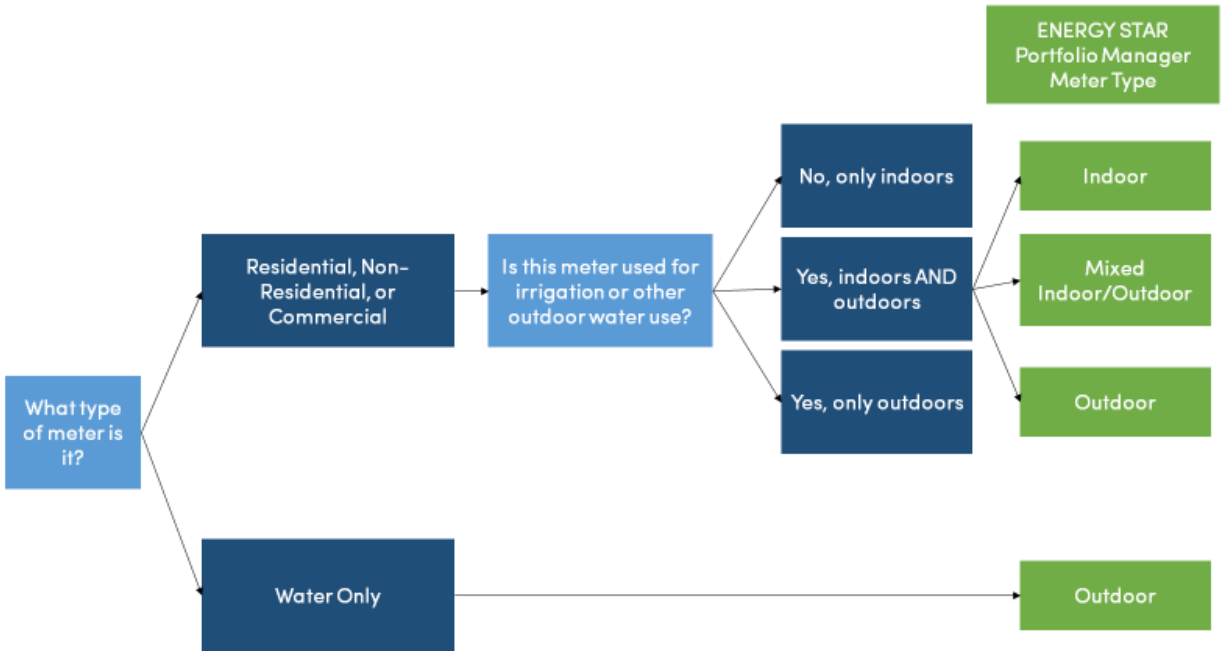 ENERGY STAR
Portfolio Manager
Meter Type
No, only indoors
Indoor
Residential, Non-
Residential, or
Commercial
Is this meter used for
irrigation or other
outdoor water use?
Yes, indoors AND
outdoors
Mixed
Indoor/Outdoor
Yes, only outdoors
Outdoor
What type
of meter is
it?
Water Only
Outdoor